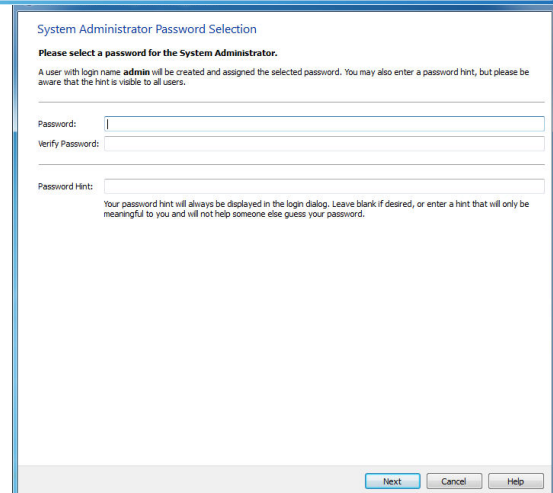 System Administrator Password Selection
Please select a password for the System Administrator.
A user with login name admin will be created and assigned the selected password. You may also enter a password hint, but please be
aware that the hint is visible to all users.
Password:
Verify Password:
Password Hint:
Your password hint will always be displayed in the login dialog. Leave blank if desired, or enter a hint that will only be
meaningful to you and will not help someone else guess your password.
Next Cancel Help